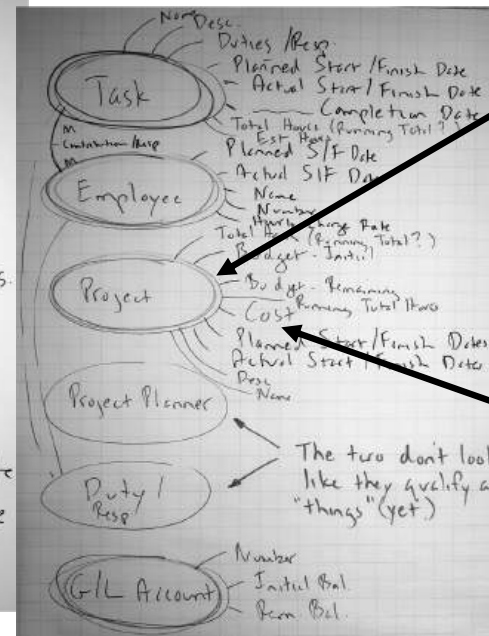 Name
Desc.
Duties / Resp.
Planned Start / Finish Date
Actual Start / Finish Date
Completion Date
Total Hours (Running Total?)
Est Hours
Task
M
Contribution / Resp
M
Planned S/F Date
Actual S/F Date
Name
Number
Hourly Charge Rate
Employee
Total Hours (Running Total?)
Budget - Initial
Budget - Remaining
Running Total Hours
Cost
Project
Planned Start / Finish Dates
Actual Start / Finish Dates
Desc
Name
Project Planner
The two don't look
like they qualify a
"things" (yet.)
Duty /
Resp
Number
Initial Bal.
Rem. Bal.
G/L Account
s.
te
e